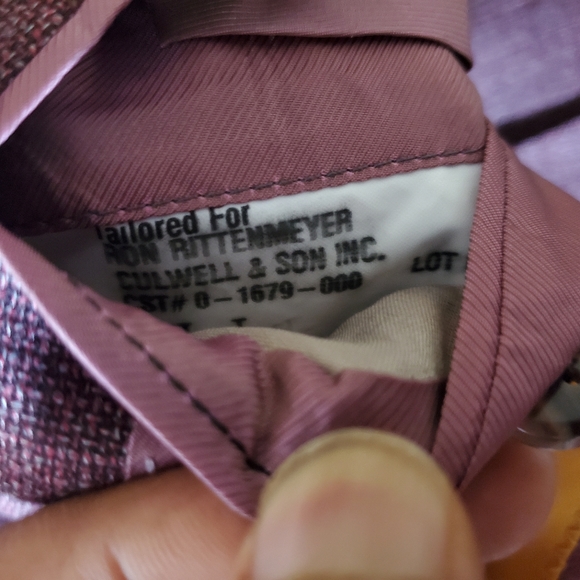 Tailored For
RON RITTENMEYER
CULWELL & SON INC.
LOT
CST# 0-1679-000